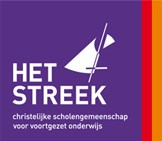 HET
STREEK
christelijke scholengemeenschap
voor voortgezet onderwijs